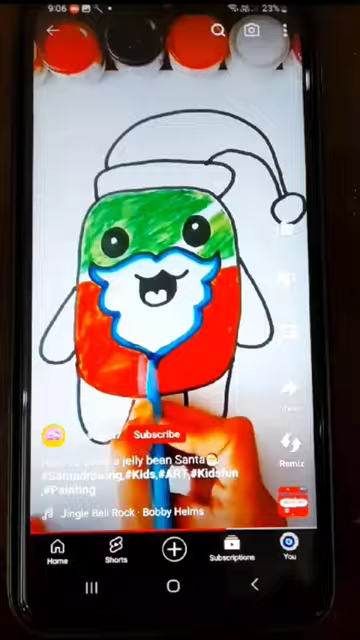 9:06
23%
Subscribe
a jelly bean Santa
#Santadrawing,#Kids,#ART,#Kidsfun
,#Painting
Jingle Bell Rock · Bobby Helms
Remix
Home
Shorts
Subscriptions
You